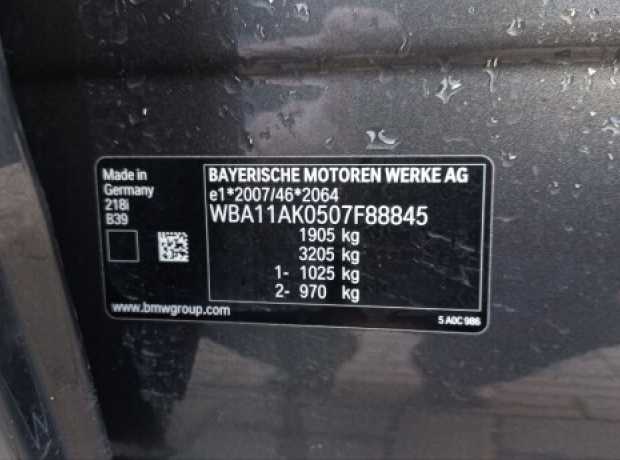 Made in
Germany
218i
B39
BAYERISCHE MOTOREN WERKE AG
e1*2007/46*2064
WBA11AK0507F88845
1905 kg
3205 kg
1- 1025 kg
2- 970 kg
www.bmwgroup.com
5 A0C 986